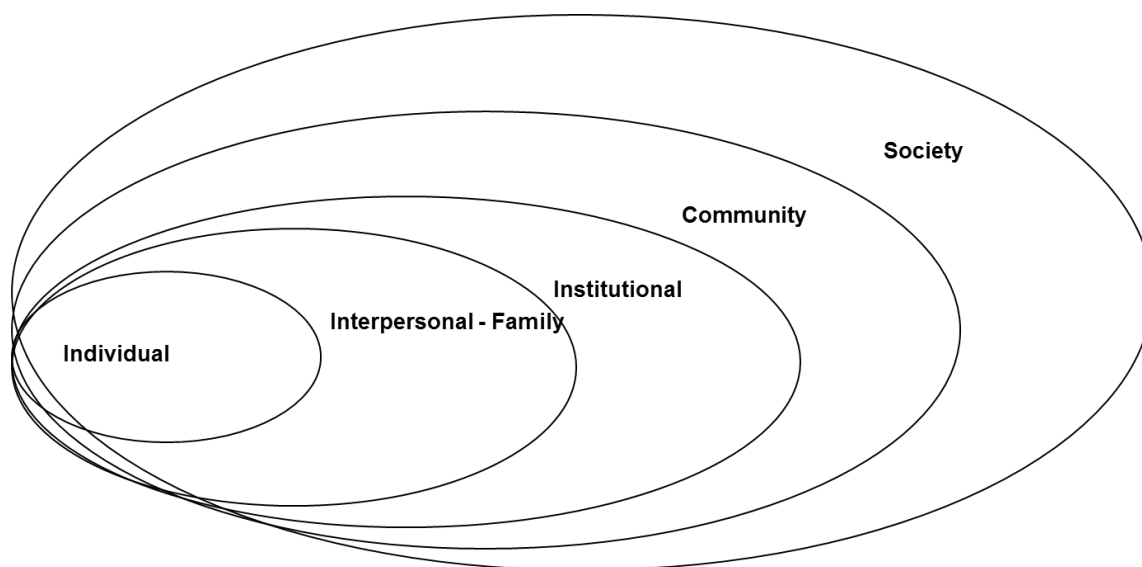 Society
Community
Institutional
Interpersonal - Family
Individual